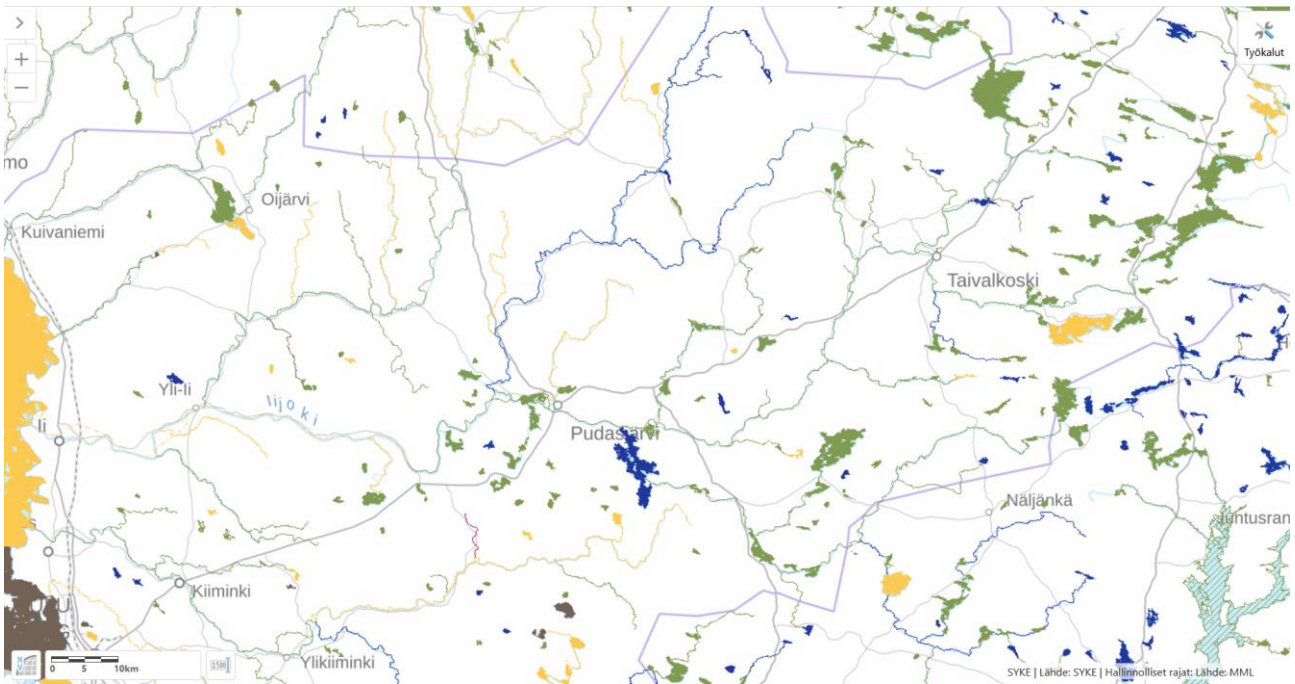 Työkalut
mo
Oijärvi
Kuivaniemi
Taivalkoski
Yli-Ii
Iijoki
Ii
Pudasjärvi
Näljänkä
Juntusran
Kiiminki
Ylikiiminki
0 5 10km
SYKE | Lähde: SYKE | Hallinnolliset rajat: Lähde: MML